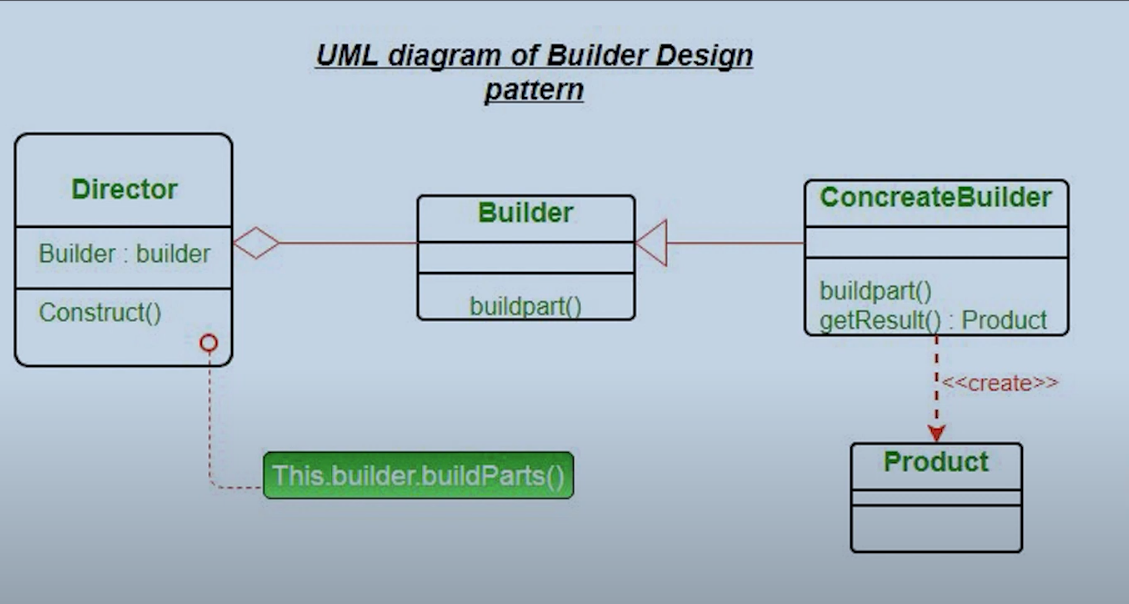 UML diagram of Builder Design
pattern
Director
Builder : builder
Construct()
Builder
buildpart()
ConcreateBuilder
buildpart()
getResult() : Product
<<create>>
This.builder.buildParts()
Product